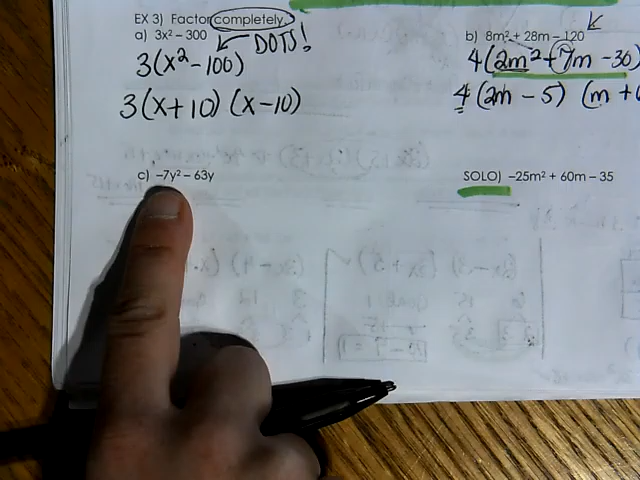 EX 3) Factor completely.
a) 3x² – 300
DOTS!
3(x² – 100)
3(x + 10) (x – 10)
b) 8m² + 28m – 120
4(2m² + 7m – 30)
4(2m – 5) (m +
c) –7y² – 63y
SOLO) –25m² + 60m – 35